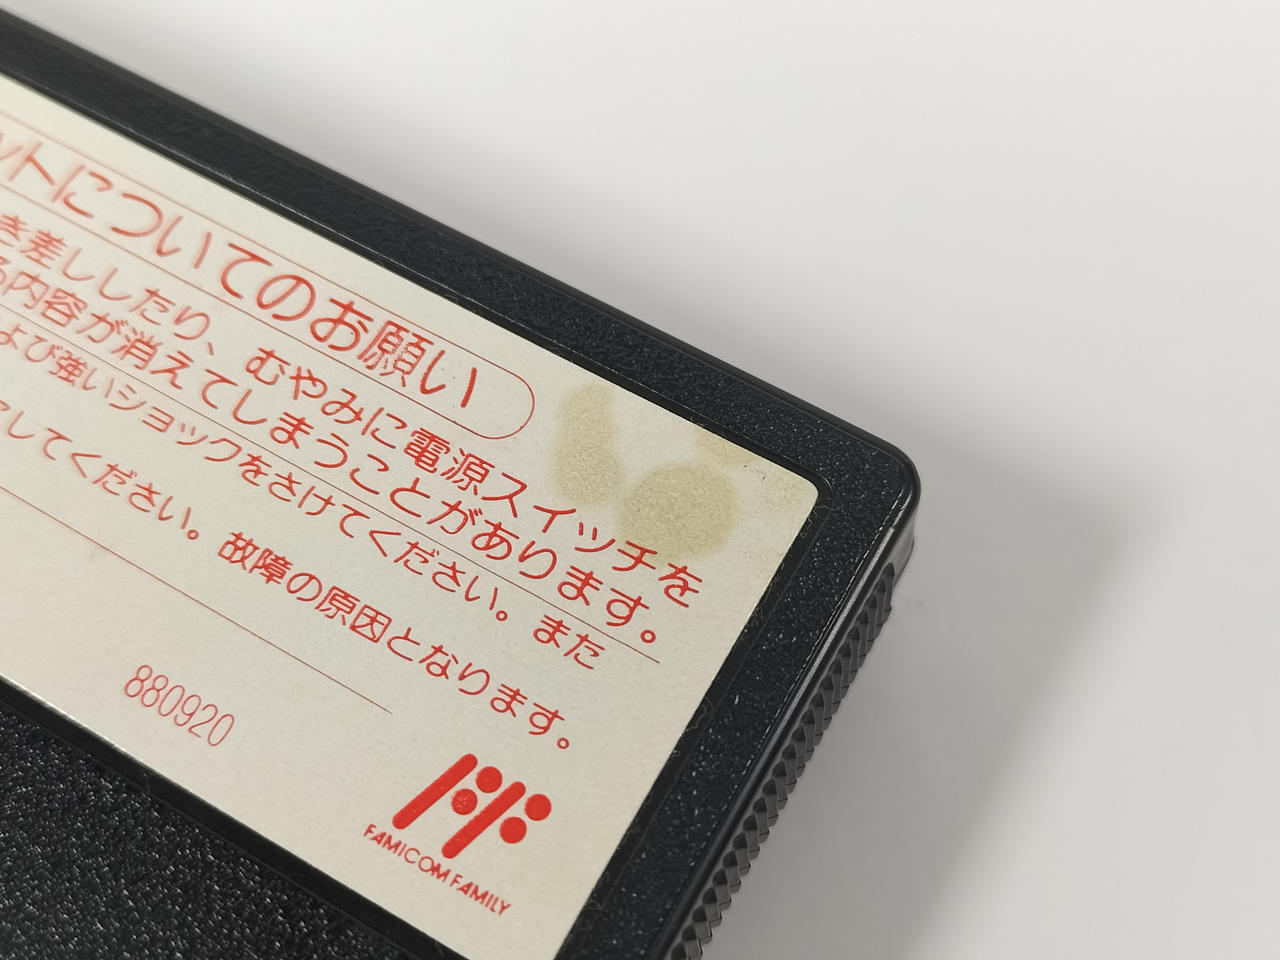 ットについてのお願い
き差ししたり、むやみに電源スイッチを
る内容が消えてしまうことがあります。
よび強いショックをさけてください。また
してください。故障の原因となります。
880920
FAMICOM FAMILY